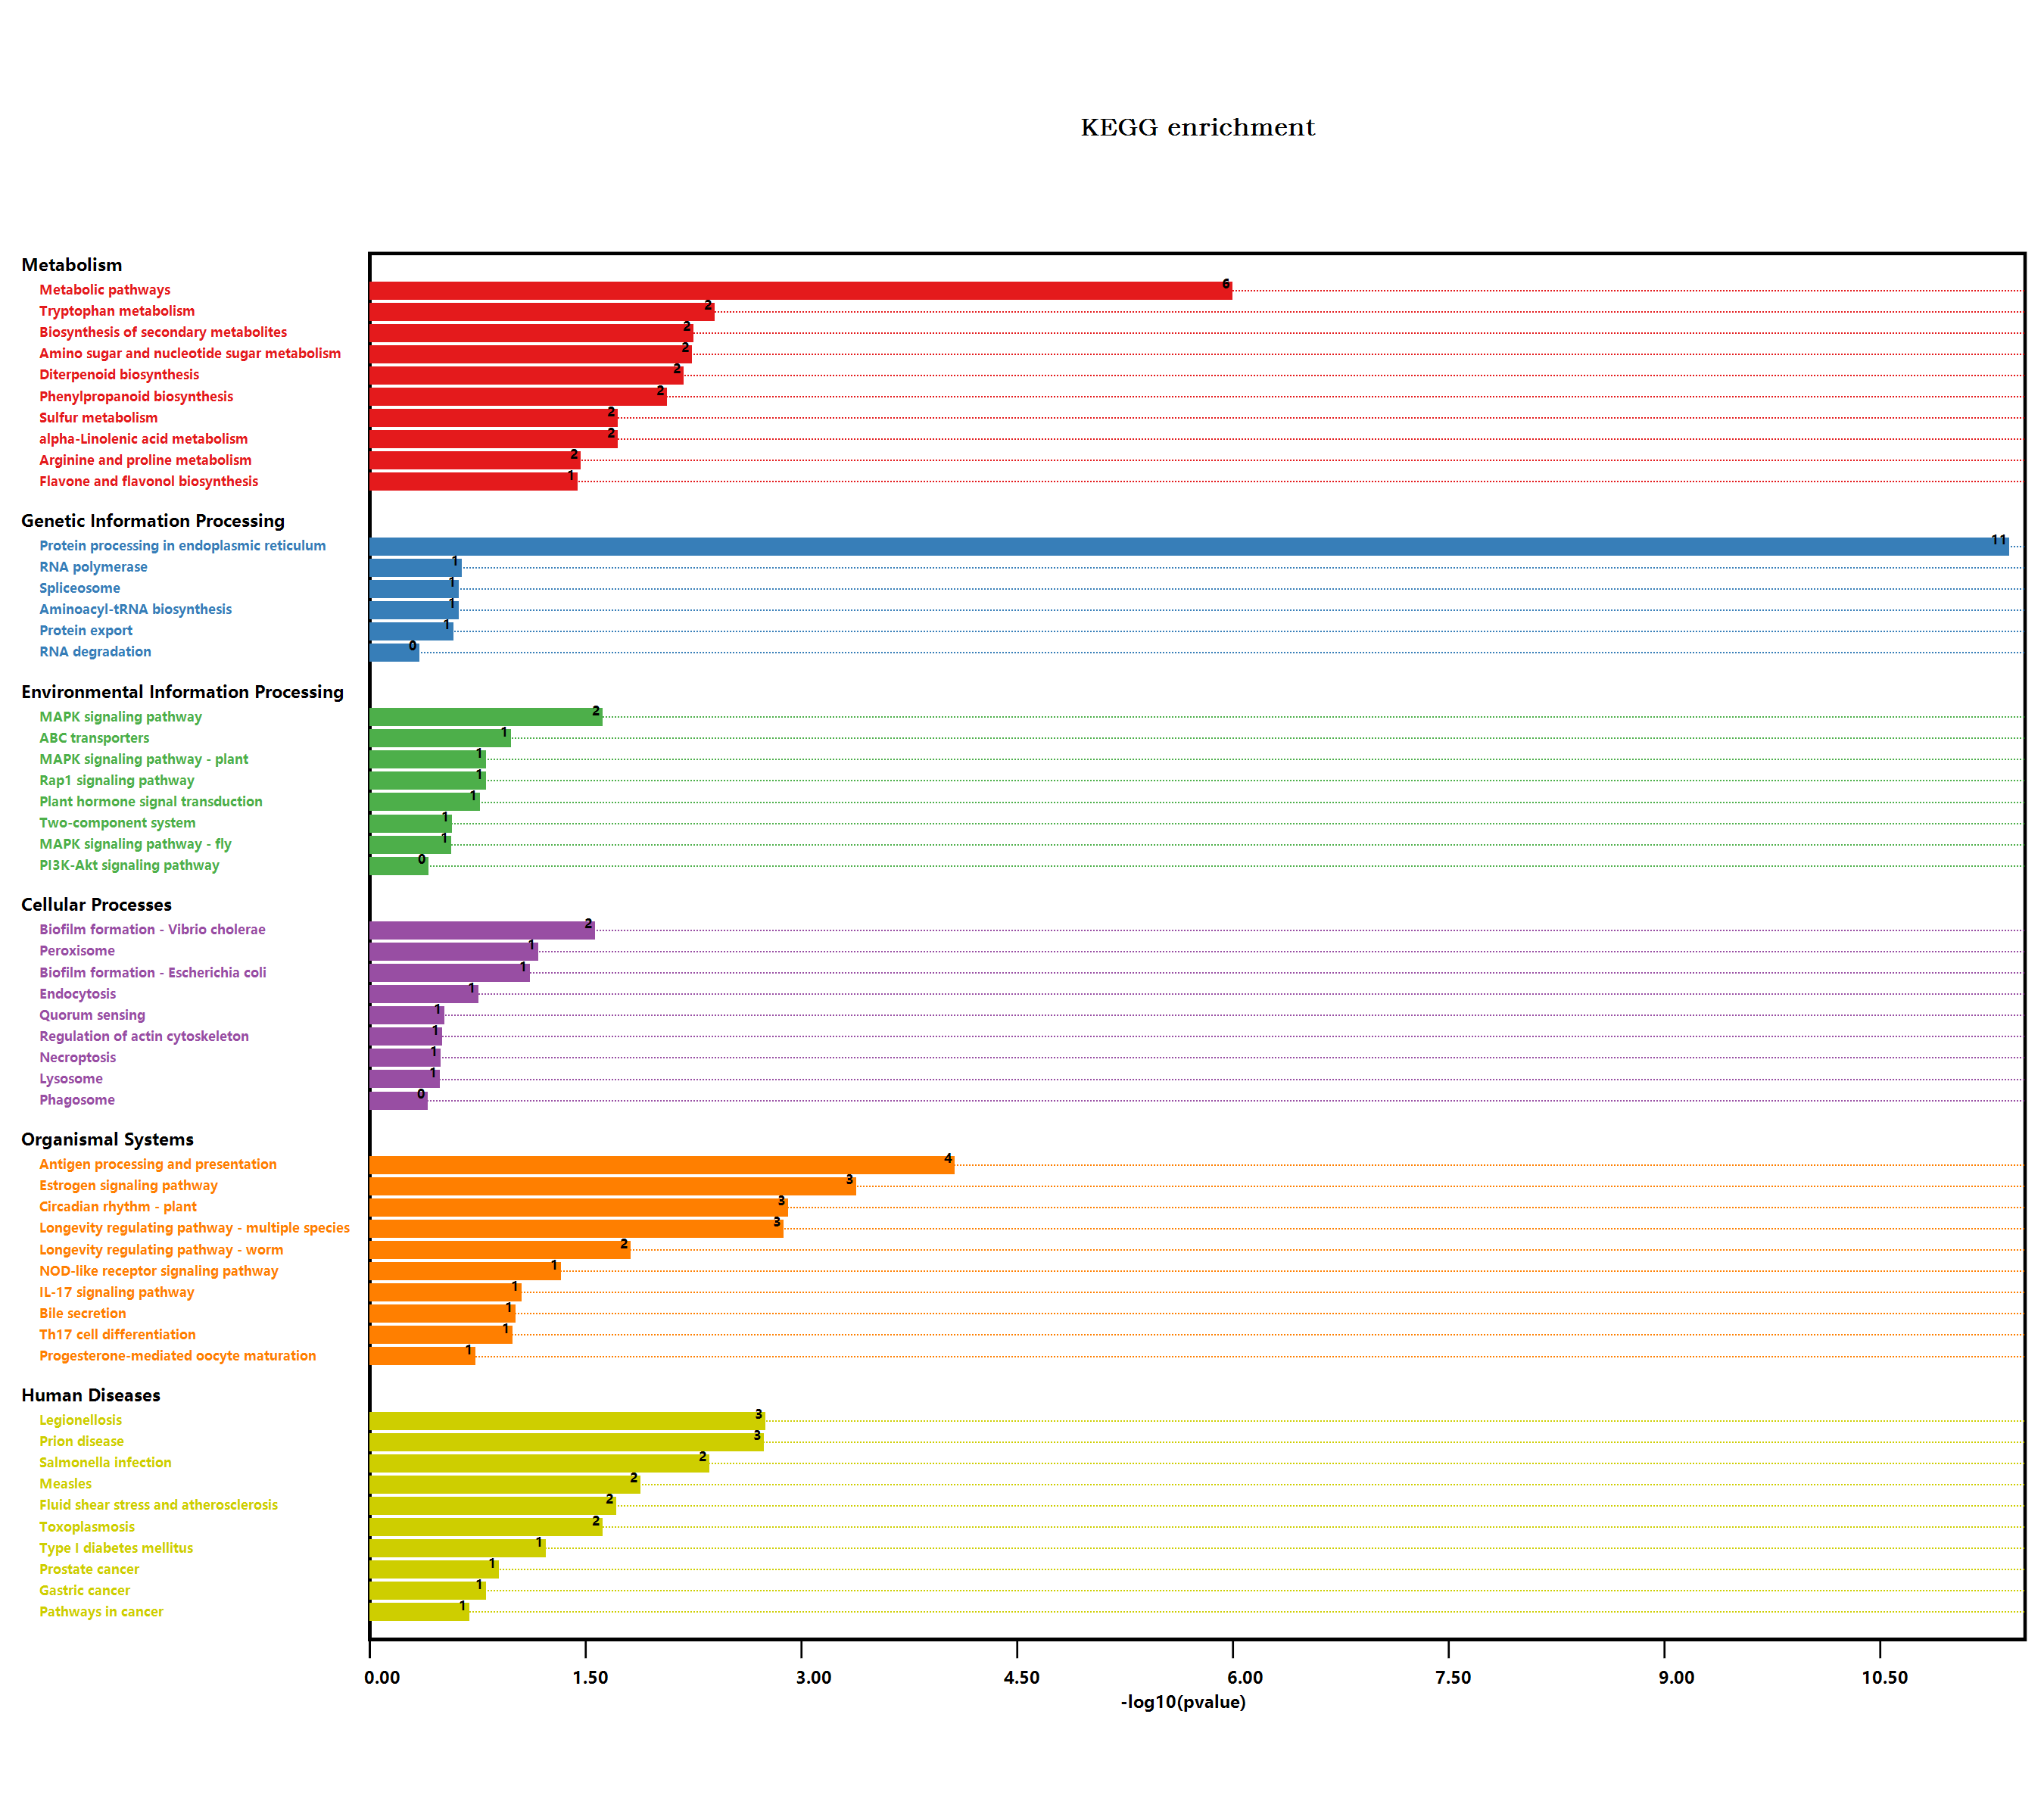 KEGG enrichment
Metabolism
Metabolic pathways 6
Tryptophan metabolism 2
Biosynthesis of secondary metabolites 2
Amino sugar and nucleotide sugar metabolism 2
Diterpenoid biosynthesis 2
Phenylpropanoid biosynthesis 2
Sulfur metabolism 2
alpha-Linolenic acid metabolism 2
Arginine and proline metabolism 2
Flavone and flavonol biosynthesis 1
Genetic Information Processing
Protein processing in endoplasmic reticulum 11
RNA polymerase 1
Spliceosome 1
Aminoacyl-tRNA biosynthesis 1
Protein export 1
RNA degradation 0
Environmental Information Processing
MAPK signaling pathway 2
ABC transporters 1
MAPK signaling pathway - plant 1
Rap1 signaling pathway 1
Plant hormone signal transduction 1
Two-component system 1
MAPK signaling pathway - fly 1
PI3K-Akt signaling pathway 0
Cellular Processes
Biofilm formation - Vibrio cholerae 2
Peroxisome 1
Biofilm formation - Escherichia coli 1
Endocytosis 1
Quorum sensing 1
Regulation of actin cytoskeleton 1
Necroptosis 1
Lysosome 1
Phagosome 0
Organismal Systems
Antigen processing and presentation 4
Estrogen signaling pathway 3
Circadian rhythm - plant 3
Longevity regulating pathway - multiple species 3
Longevity regulating pathway - worm 2
NOD-like receptor signaling pathway 1
IL-17 signaling pathway 1
Bile secretion 1
Th17 cell differentiation 1
Progesterone-mediated oocyte maturation 1
Human Diseases
Legionellosis 3
Prion disease 3
Salmonella infection 2
Measles 2
Fluid shear stress and atherosclerosis 2
Toxoplasmosis 2
Type I diabetes mellitus 1
Prostate cancer 1
Gastric cancer 1
Pathways in cancer 1
0.00 1.50 3.00 4.50 6.00 7.50 9.00 10.50
-log10(pvalue)